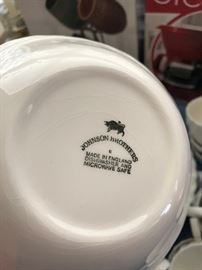 JOHNSON BROTHERS
MADE IN ENGLAND
DISHWASHER AND
MICROWAVE SAFE